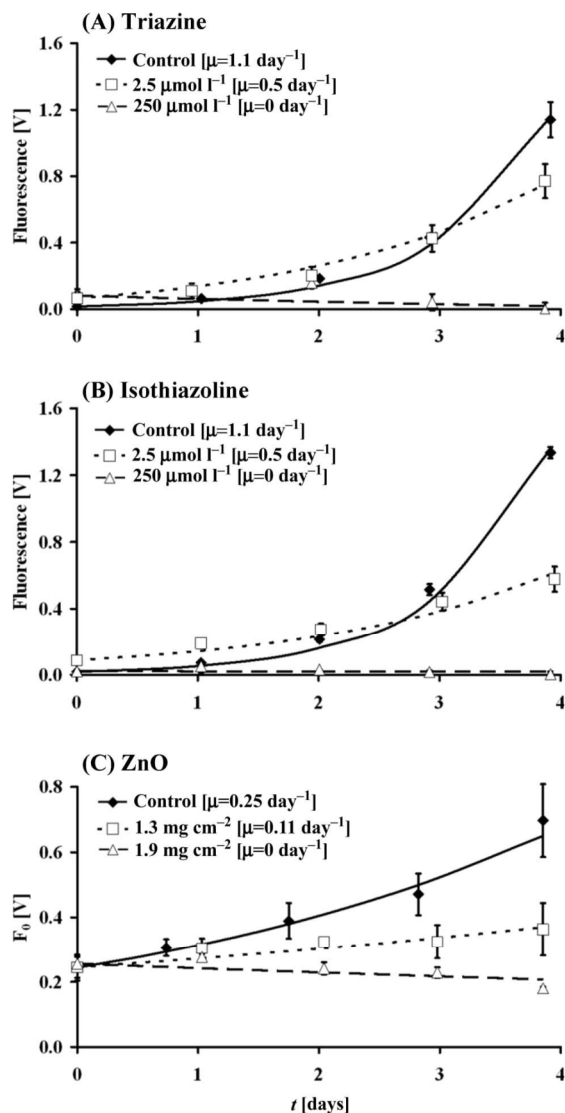 (A) Triazine
Control [μ=1.1 day⁻¹]
2.5 μmol l⁻¹ [μ=0.5 day⁻¹]
250 μmol l⁻¹ [μ=0 day⁻¹]
Fluorescence [V]
1.6
1.2
0.8
0.4
0.0
0 1 2 3 4
(B) Isothiazoline
Control [μ=1.1 day⁻¹]
2.5 μmol l⁻¹ [μ=0.5 day⁻¹]
250 μmol l⁻¹ [μ=0 day⁻¹]
Fluorescence [V]
1.6
1.2
0.8
0.4
0.0
0 1 2 3 4
(C) ZnO
Control [μ=0.25 day⁻¹]
1.3 mg cm⁻² [μ=0.11 day⁻¹]
1.9 mg cm⁻² [μ=0 day⁻¹]
F₀ [V]
0.8
0.6
0.4
0.2
0.0
0 1 2 3 4
t [days]